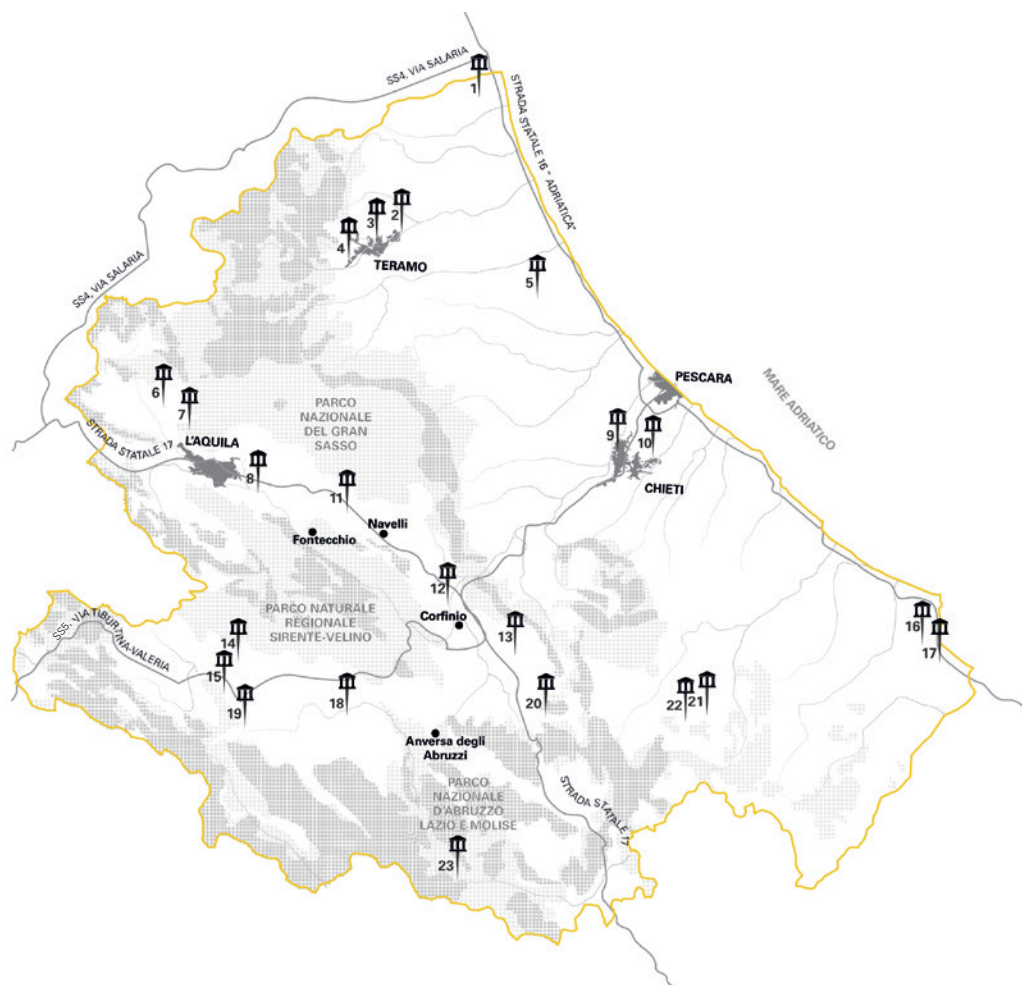 SS4, VIA SALARIA
1
STRADA STATALE 16 " ADRIATICA"
2
3
4
TERAMO
5
SS4, VIA SALARIA
6
7
PARCO
NAZIONALE
DEL GRAN
SASSO
PESCARA
MARE ADRIATICO
9
10
STRADA STATALE 17
L'AQUILA
8
CHIETI
11
Navelli
Fontecchio
12
PARCO NATURALE
REGIONALE
SIRENTE-VELINO
Corfinio
13
SS5, VIA TIBURTINA-VALERIA
14
15
16
17
19
18
20
22
21
Anversa degli
Abruzzi
PARCO
NAZIONALE
D'ABRUZZO
LAZIO E MOLISE
STRADA STATALE 17
23